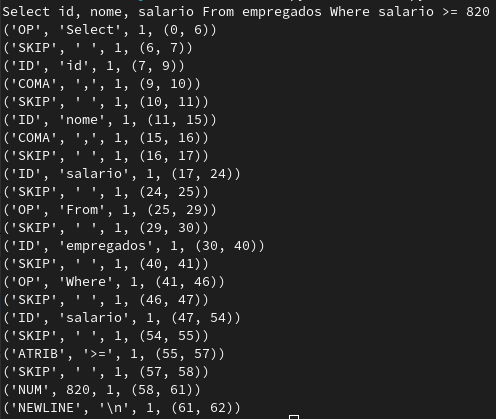 Select id, nome, salario From empregados Where salario >= 820
('OP', 'Select', 1, (0, 6))
('SKIP', ' ', 1, (6, 7))
('ID', 'id', 1, (7, 9))
('COMA', ',', 1, (9, 10))
('SKIP', ' ', 1, (10, 11))
('ID', 'nome', 1, (11, 15))
('COMA', ',', 1, (15, 16))
('SKIP', ' ', 1, (16, 17))
('ID', 'salario', 1, (17, 24))
('SKIP', ' ', 1, (24, 25))
('OP', 'From', 1, (25, 29))
('SKIP', ' ', 1, (29, 30))
('ID', 'empregados', 1, (30, 40))
('SKIP', ' ', 1, (40, 41))
('OP', 'Where', 1, (41, 46))
('SKIP', ' ', 1, (46, 47))
('ID', 'salario', 1, (47, 54))
('SKIP', ' ', 1, (54, 55))
('ATRIB', '>=', 1, (55, 57))
('SKIP', ' ', 1, (57, 58))
('NUM', 820, 1, (58, 61))
('NEWLINE', '\n', 1, (61, 62))